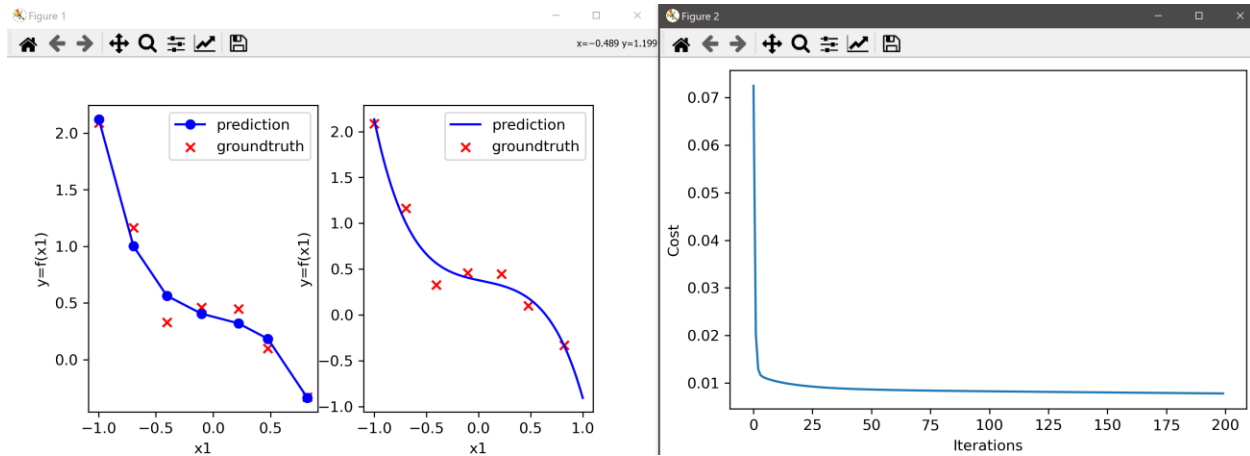 Figure 1
x=−0.489 y=1.199
prediction
groundtruth
2.0
1.5
1.0
0.5
0.0
y=f(x1)
−1.0
−0.5
0.0
0.5
x1
prediction
groundtruth
2.0
1.5
1.0
0.5
0.0
−0.5
−1.0
y=f(x1)
−1.0
−0.5
0.0
0.5
1.0
x1
Figure 2
0.07
0.06
0.05
0.04
0.03
0.02
0.01
Cost
0
25
50
75
100
125
150
175
200
Iterations